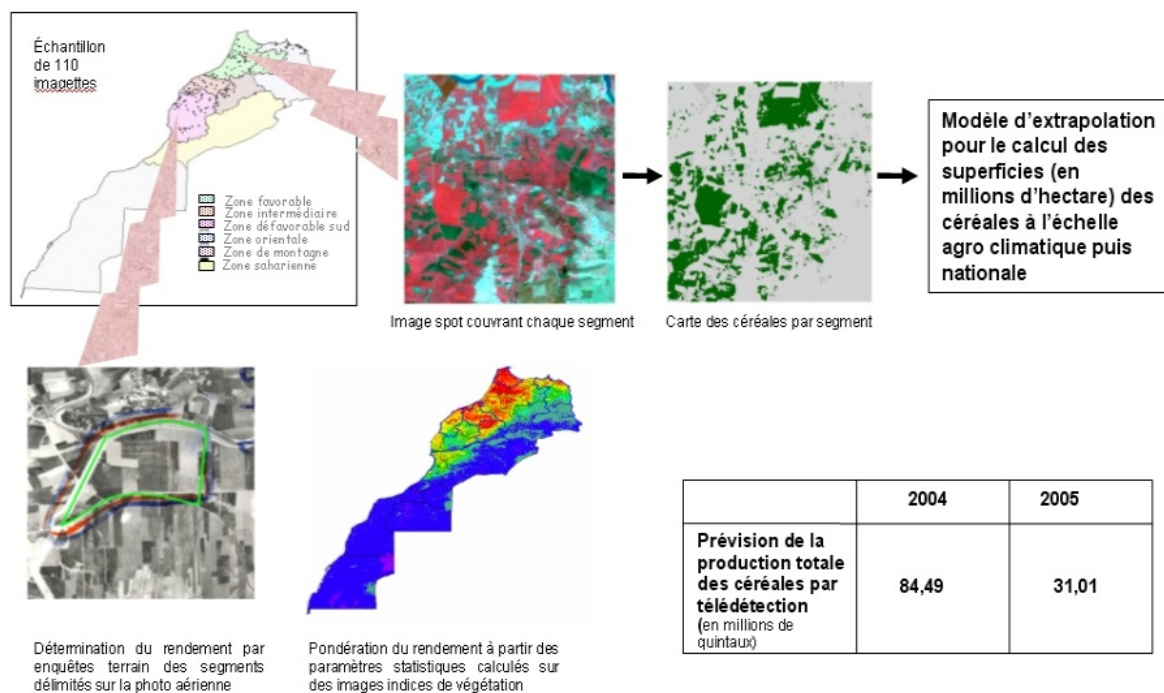 Échantillon
de 110
imagettes
Zone favorable
Zone intermédiaire
Zone défavorable sud
Zone orientale
Zone de montagne
Zone saharienne
Image spot couvrant chaque segment
Carte des céréales par segment
Modèle d’extrapolation
pour le calcul des
superficies (en
millions d’hectare) des
céréales à l’échelle
agro climatique puis
nationale
Détermination du rendement par
enquêtes terrain des segments
délimités sur la photo aérienne
Pondération du rendement à partir des
paramètres statistiques calculés sur
des images indices de végétation
2004 2005
Prévision de la
production totale
des céréales par
télédétection
(en millions de
quintaux)
84,49 31,01